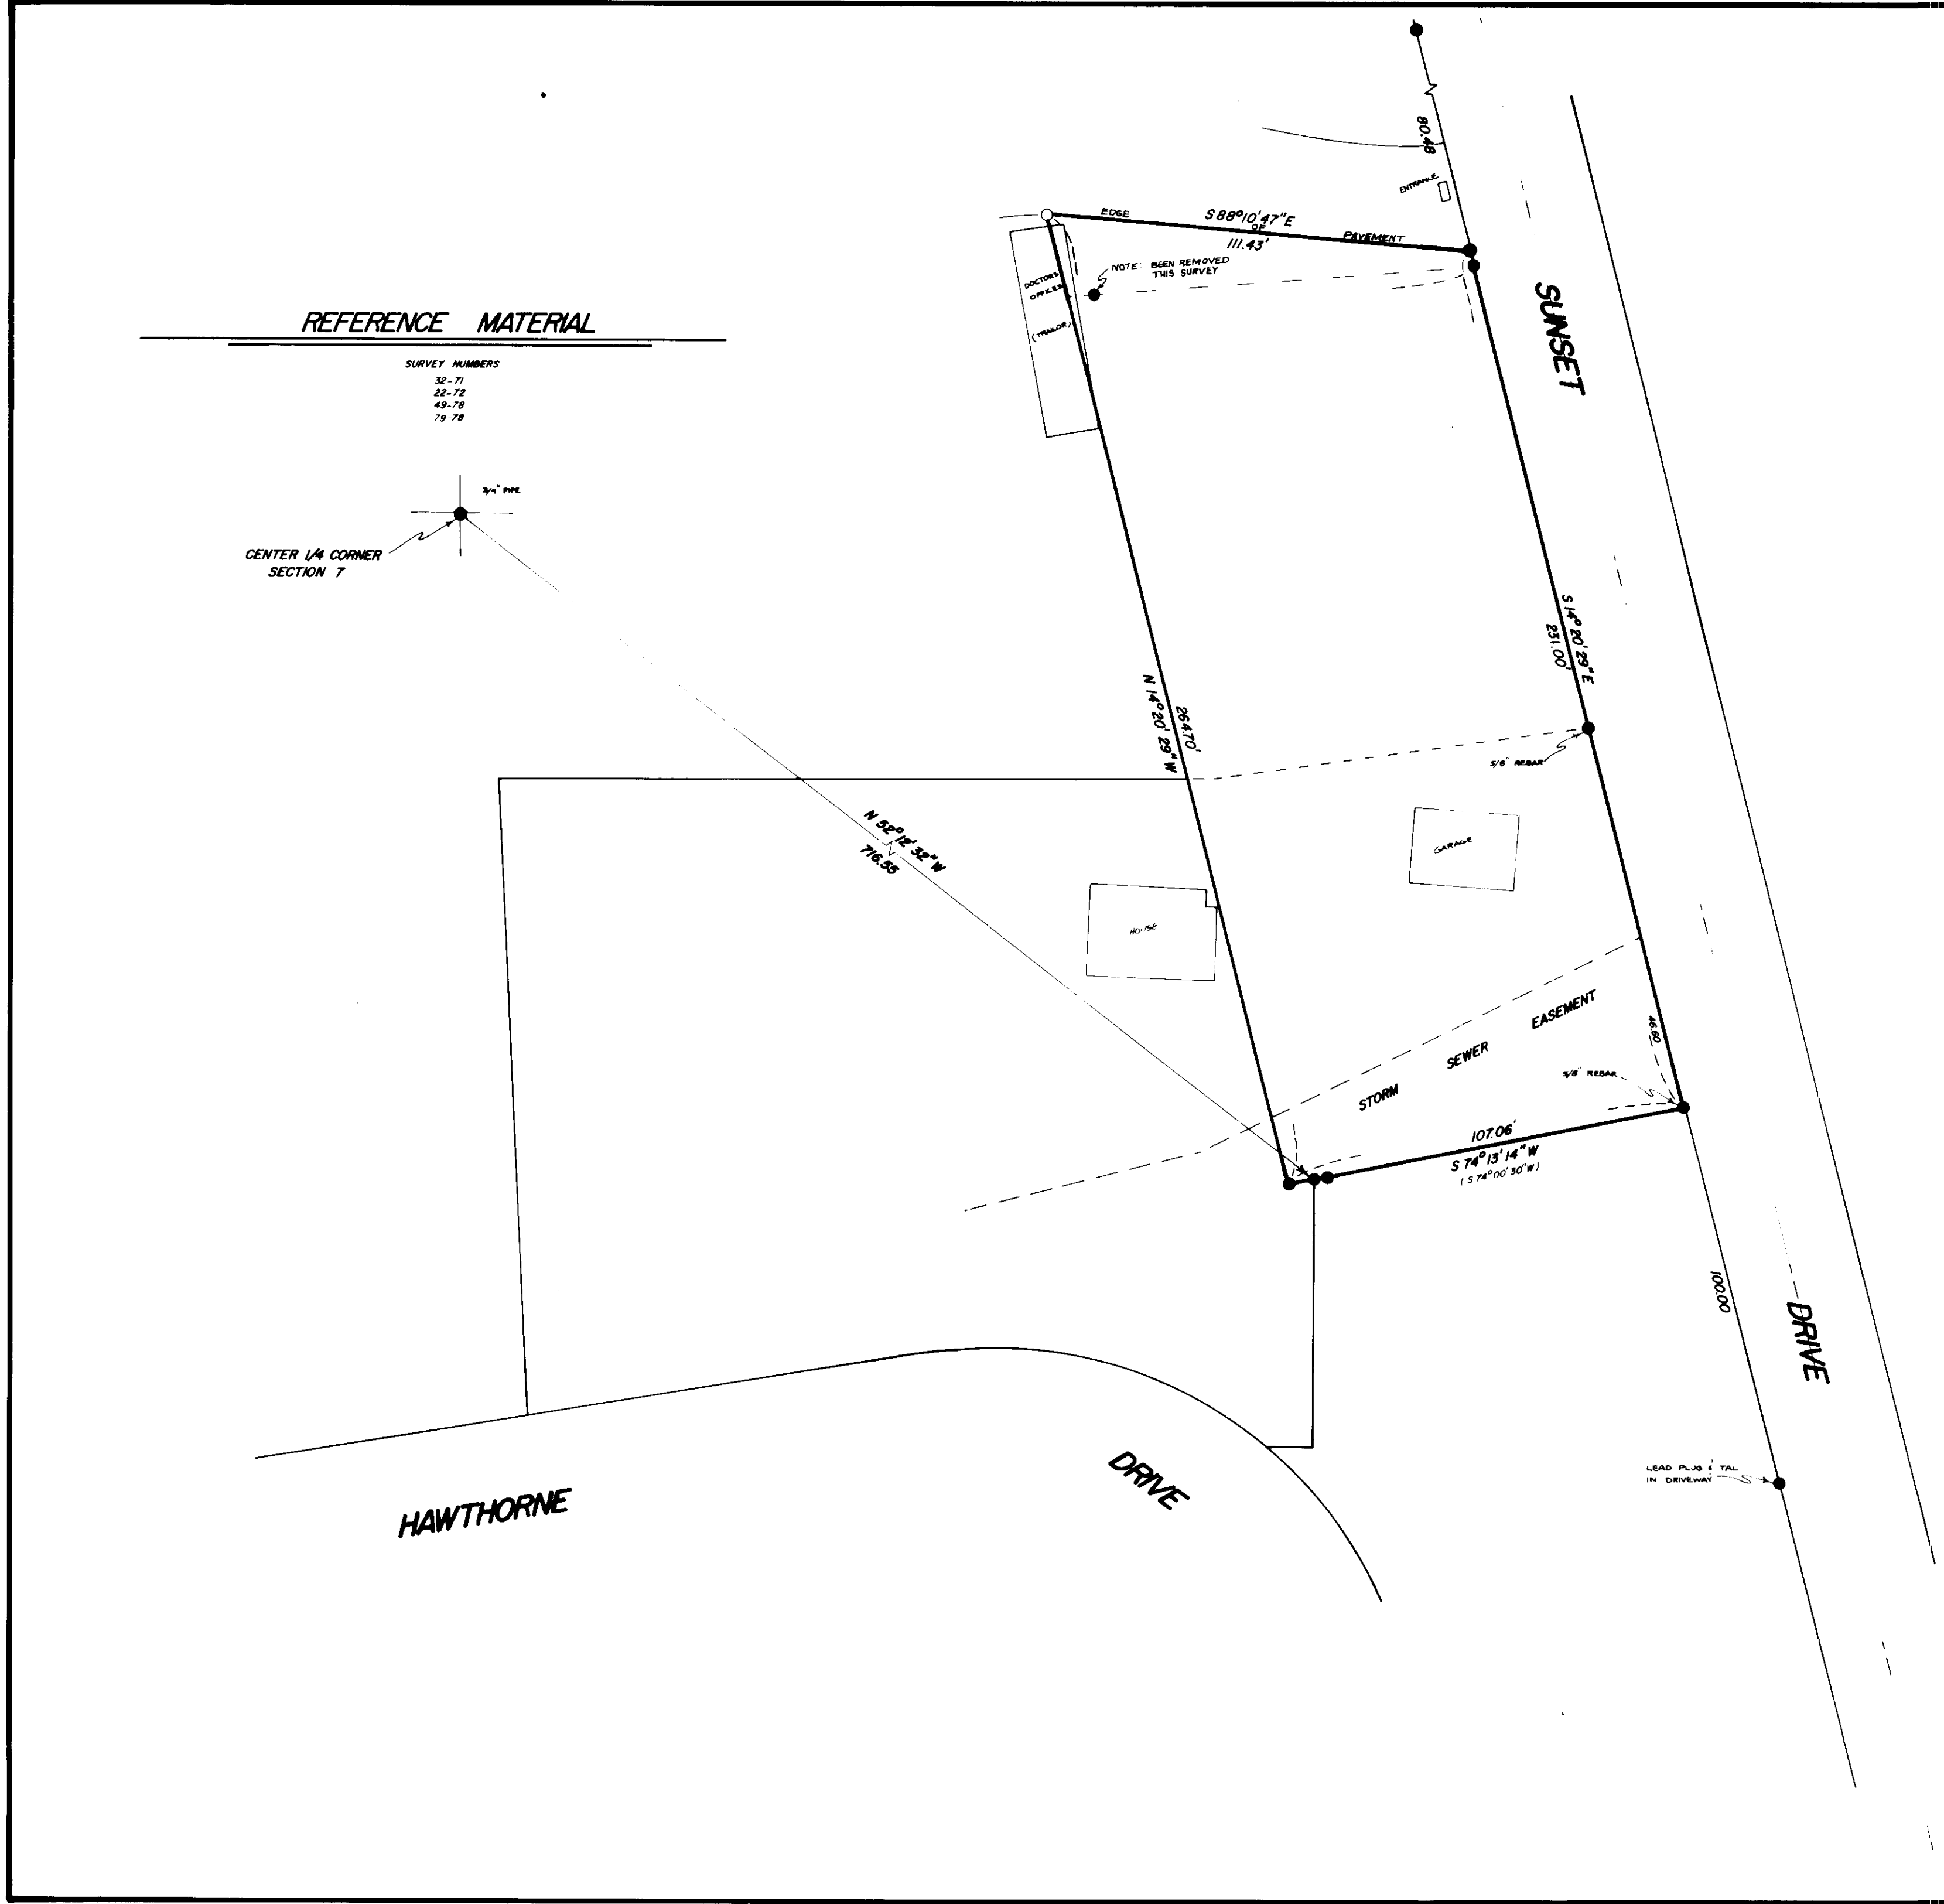 80.48
ENTRANCE
EDGE
S 88°10'47"E
OF
PAVEMENT
111.43'
NOTE: BEEN REMOVED
THIS SURVEY
DOCTORS
OFFICES
(TRAILOR)
SUNSET
REFERENCE MATERIAL
SURVEY NUMBERS
32-71
22-72
49-78
79-78
3/4" PIPE
CENTER 1/4 CORNER
SECTION 7
S 14°20'29"E
231.00'
264.70'
N 14°20'29"W
5/8" REBAR
N 52°12'32"W
716.55
GARAGE
HOUSE
STORM SEWER EASEMENT
46.60
5/8" REBAR
107.06'
S 74°13'14"W
(S 74°00'30"W)
100.00
DRIVE
LEAD PLUG & TAC
IN DRIVEWAY
HAWTHORNE DRIVE